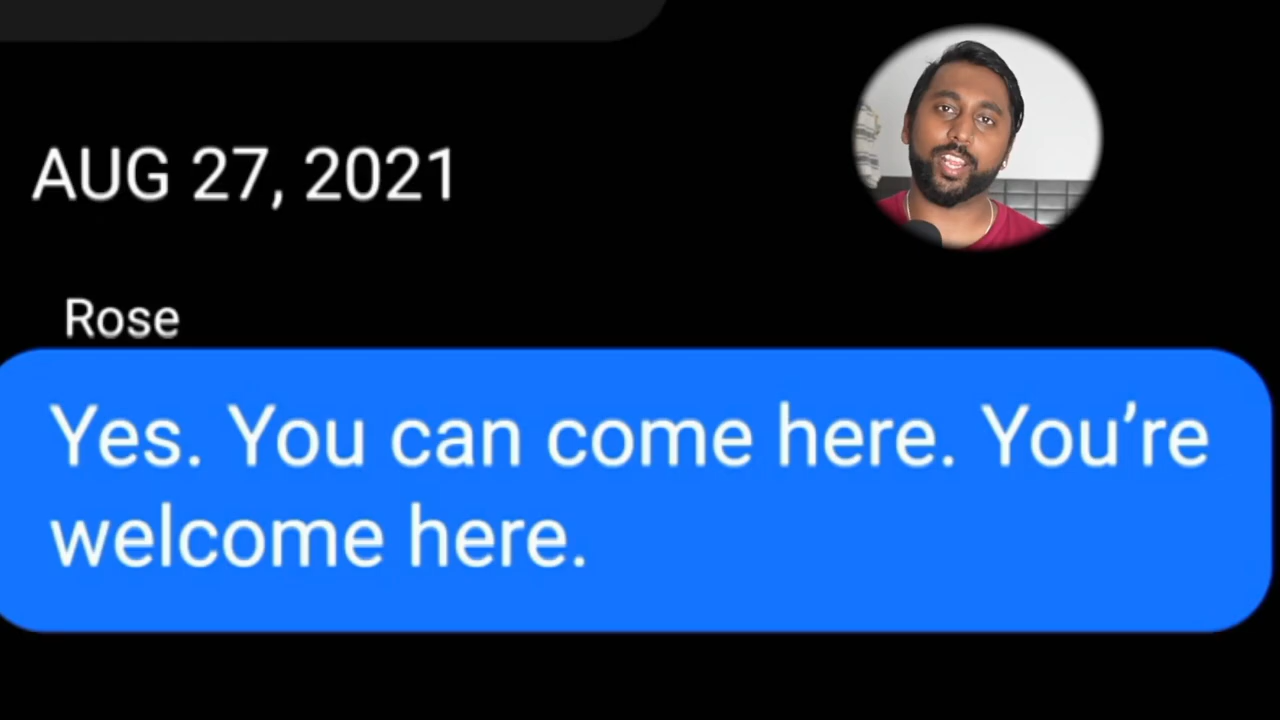 AUG 27, 2021
Rose
Yes. You can come here. You’re
welcome here.